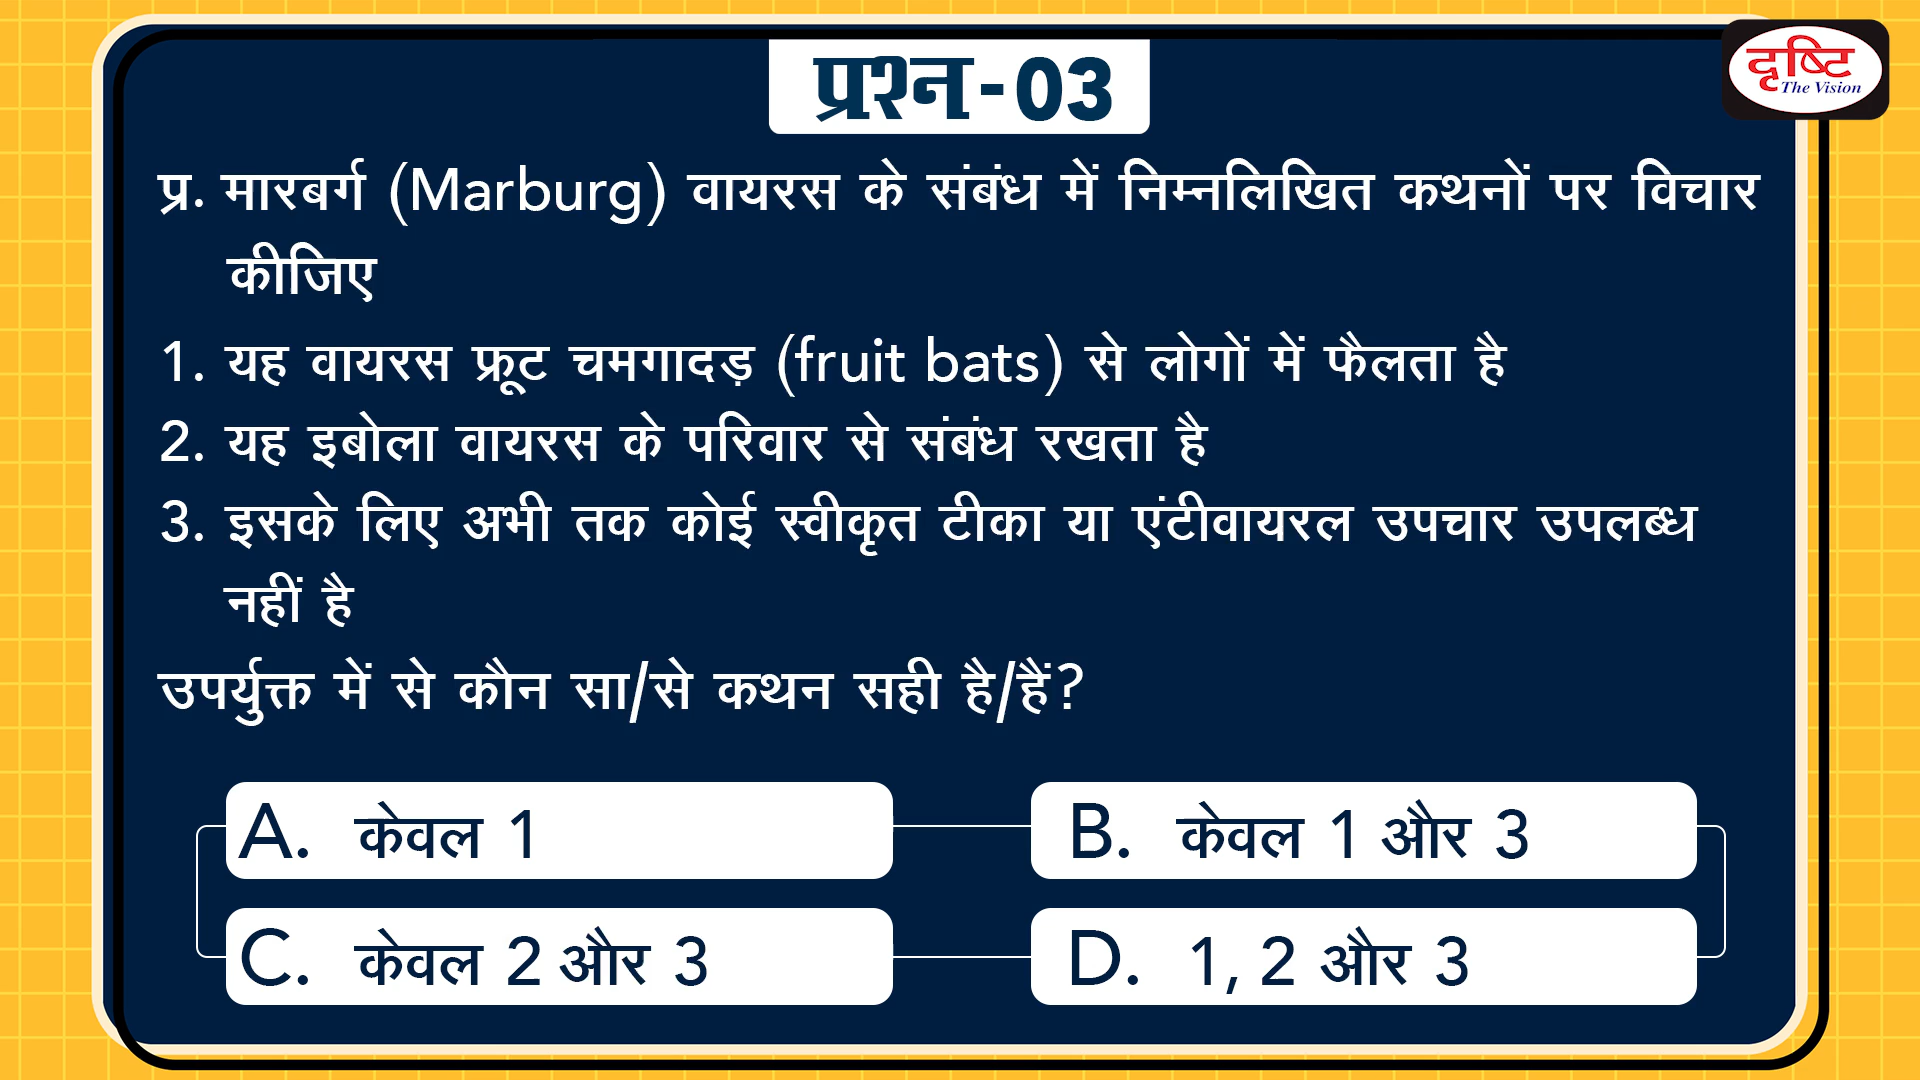 प्रश्न-03
दृष्टि
The Vision
प्र. मारबर्ग (Marburg) वायरस के संबंध में निम्नलिखित कथनों पर विचार
कीजिए
1. यह वायरस फ्रूट चमगादड़ (fruit bats) से लोगों में फैलता है
2. यह इबोला वायरस के परिवार से संबंध रखता है
3. इसके लिए अभी तक कोई स्वीकृत टीका या एंटीवायरल उपचार उपलब्ध
नहीं है
उपर्युक्त में से कौन सा/से कथन सही है/हैं?
A. केवल 1
B. केवल 1 और 3
C. केवल 2 और 3
D. 1, 2 और 3